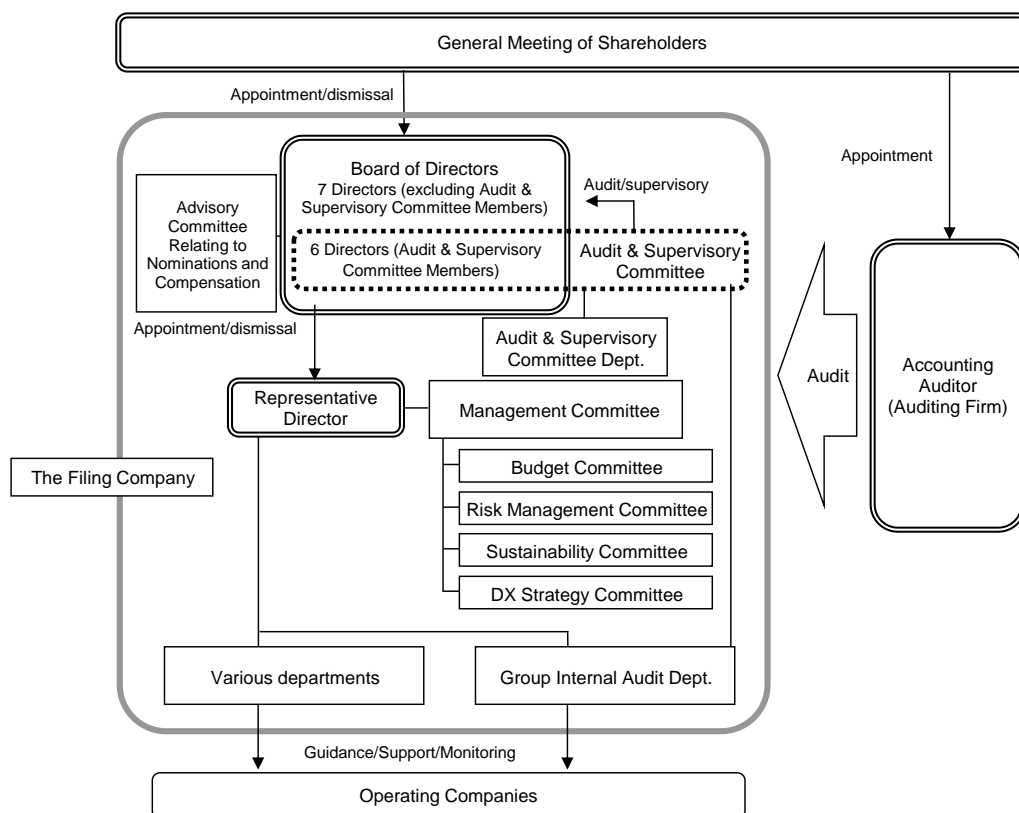 General Meeting of Shareholders
Appointment/dismissal
Appointment
Board of Directors
7 Directors (excluding Audit &
Supervisory Committee Members)
Audit/supervisory
Advisory
Committee
Relating to
Nominations and
Compensation
6 Directors (Audit & Supervisory
Committee Members)
Audit & Supervisory
Committee
Appointment/dismissal
Audit & Supervisory
Committee Dept.
Audit
Accounting
Auditor
(Auditing Firm)
Representative
Director
Management Committee
The Filing Company
Budget Committee
Risk Management Committee
Sustainability Committee
DX Strategy Committee
Various departments
Group Internal Audit Dept.
Guidance/Support/Monitoring
Operating Companies